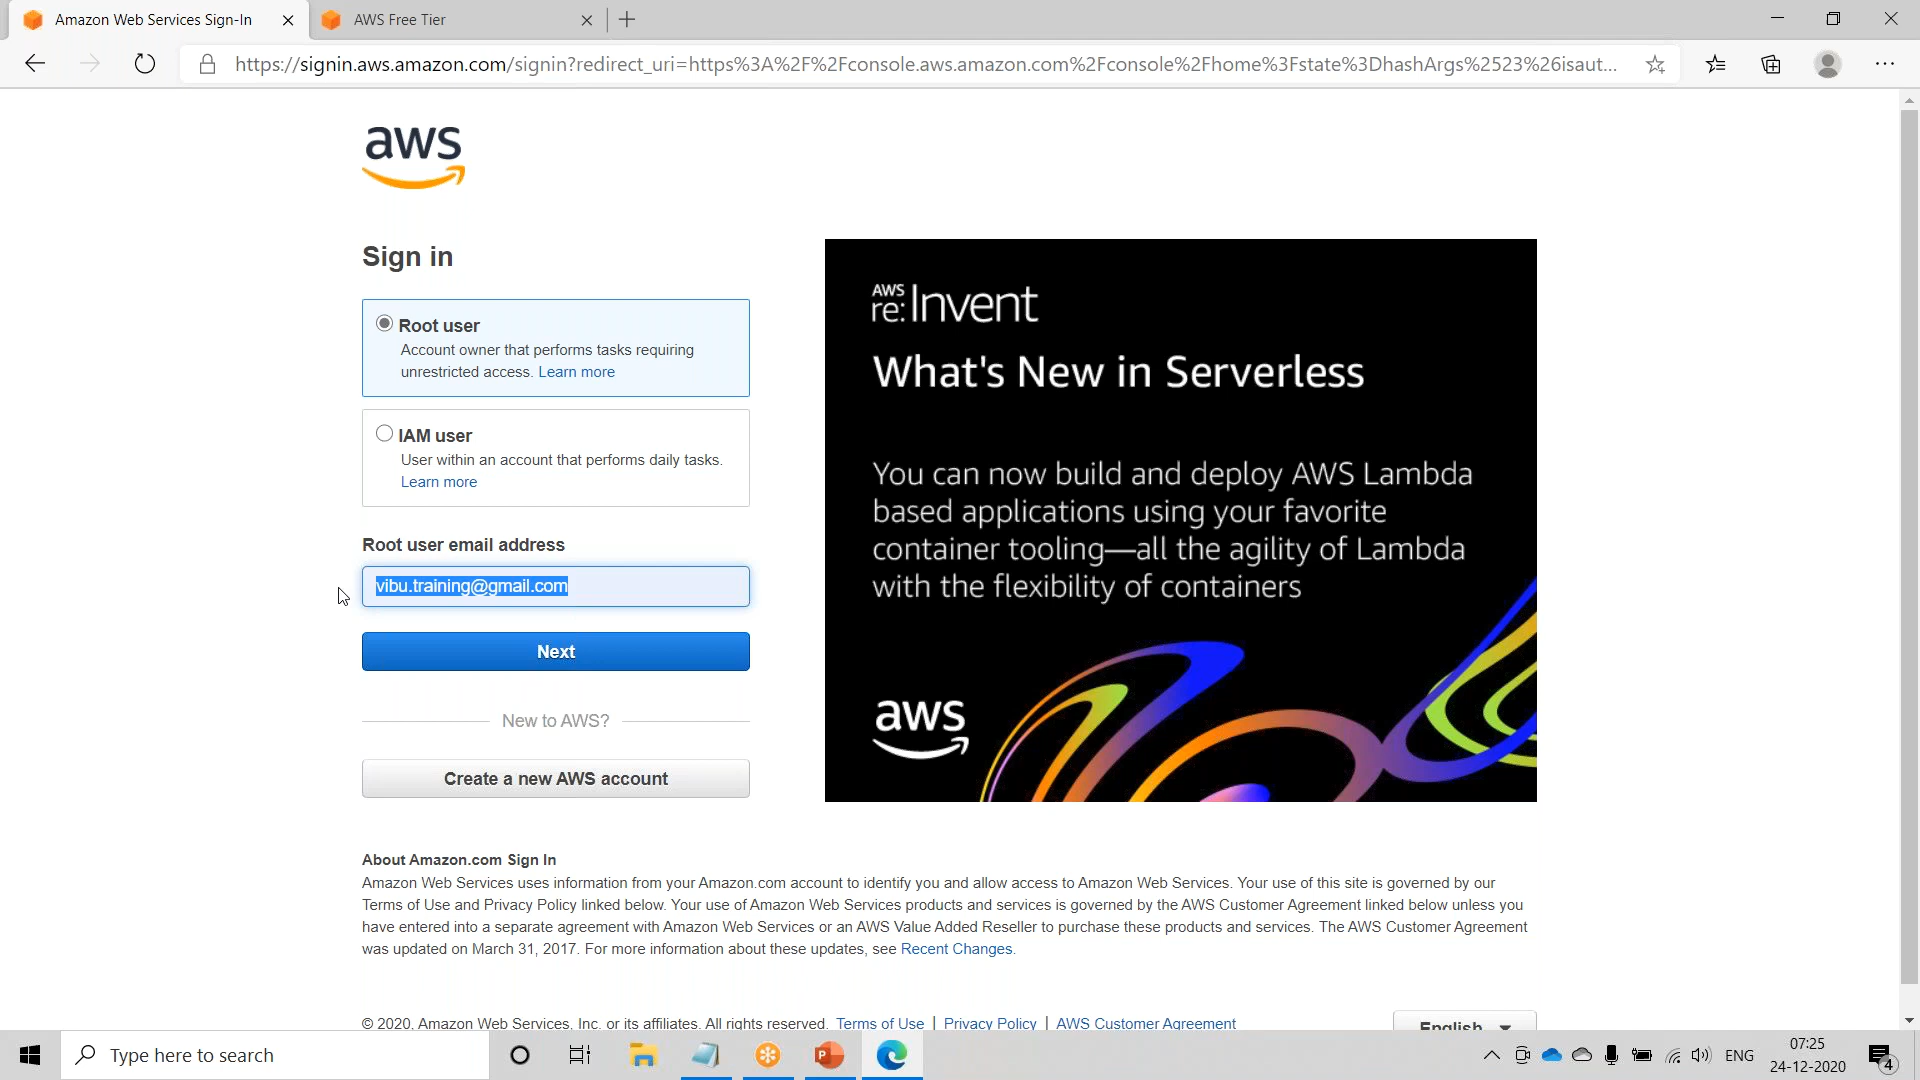 Amazon Web Services Sign-In
AWS Free Tier
https://signin.aws.amazon.com/signin?redirect_uri=https%3A%2F%2Fconsole.aws.amazon.com%2Fconsole%2Fhome%3Fstate%3DhashArgs%2523%26isaut...
aws
Sign in
Root user
Account owner that performs tasks requiring
unrestricted access. Learn more
IAM user
User within an account that performs daily tasks.
Learn more
Root user email address
vibu.training@gmail.com
Next
New to AWS?
Create a new AWS account
AWS
re:Invent
What's New in Serverless
You can now build and deploy AWS Lambda
based applications using your favorite
container tooling—all the agility of Lambda
with the flexibility of containers
aws
About Amazon.com Sign In
Amazon Web Services uses information from your Amazon.com account to identify you and allow access to Amazon Web Services. Your use of this site is governed by our
Terms of Use and Privacy Policy linked below. Your use of Amazon Web Services products and services is governed by the AWS Customer Agreement linked below unless you
have entered into a separate agreement with Amazon Web Services or an AWS Value Added Reseller to purchase these products and services. The AWS Customer Agreement
was updated on March 31, 2017. For more information about these updates, see Recent Changes.
© 2020, Amazon Web Services, Inc. or its affiliates. All rights reserved. Terms of Use | Privacy Policy | AWS Customer Agreement
English
Type here to search
P
ENG
07:25
24-12-2020
4